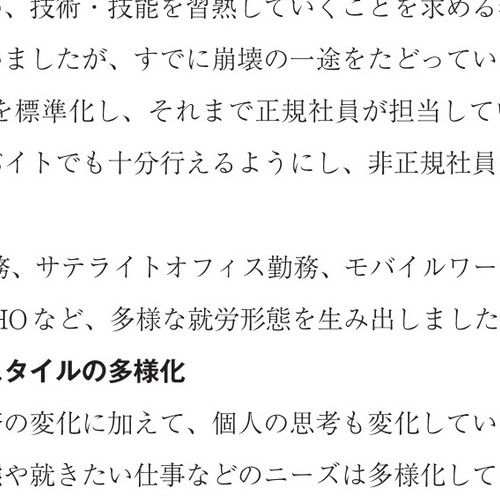 、技術・技能を習熟していくことを求める
ましたが、すでに崩壊の一途をたどってい
を標準化し、それまで正規社員が担当して
バイトでも十分行えるようにし、非正規社員
務、サテライトオフィス勤務、モバイルワー
HOなど、多様な就労形態を生み出しました
スタイルの多様化
の変化に加えて、個人の思考も変化してい
や就きたい仕事などのニーズは多様化して